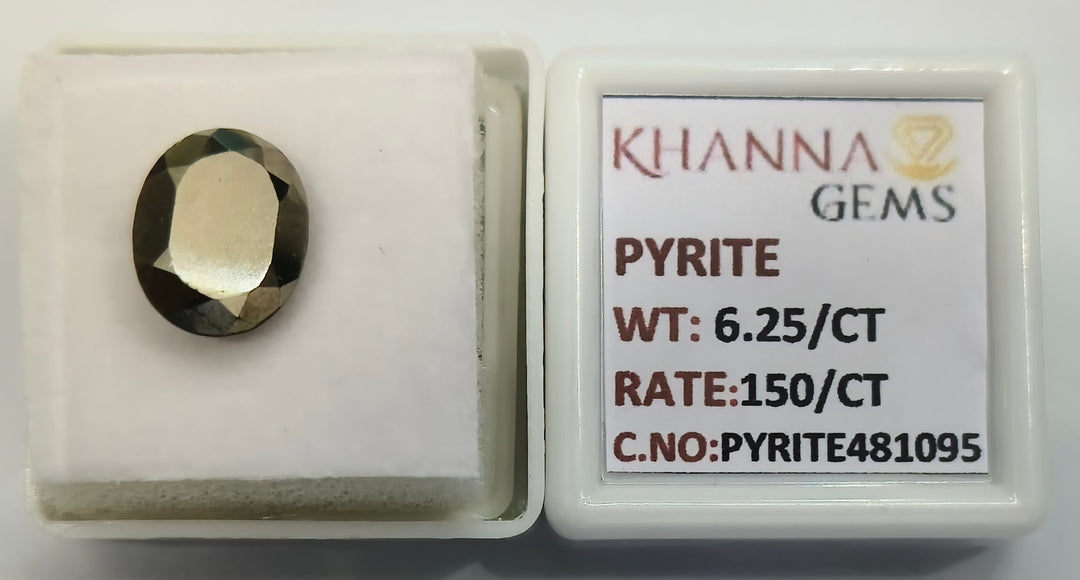 KHANNA
GEMS
PYRITE
WT: 6.25/CT
RATE:150/CT
C.NO:PYRITE481095